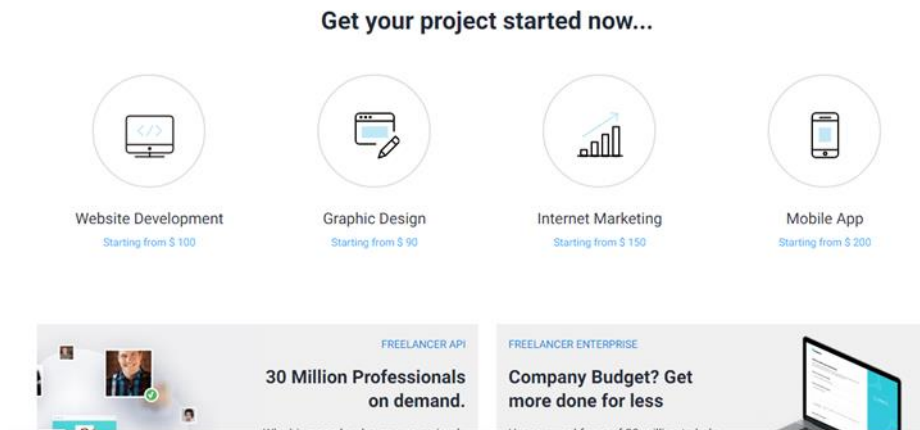 Get your project started now...
Website Development
Starting from $ 100
Graphic Design
Starting from $ 90
Internet Marketing
Starting from $ 150
Mobile App
Starting from $ 200
FREELANCER API
30 Million Professionals
on demand.
FREELANCER ENTERPRISE
Company Budget? Get
more done for less